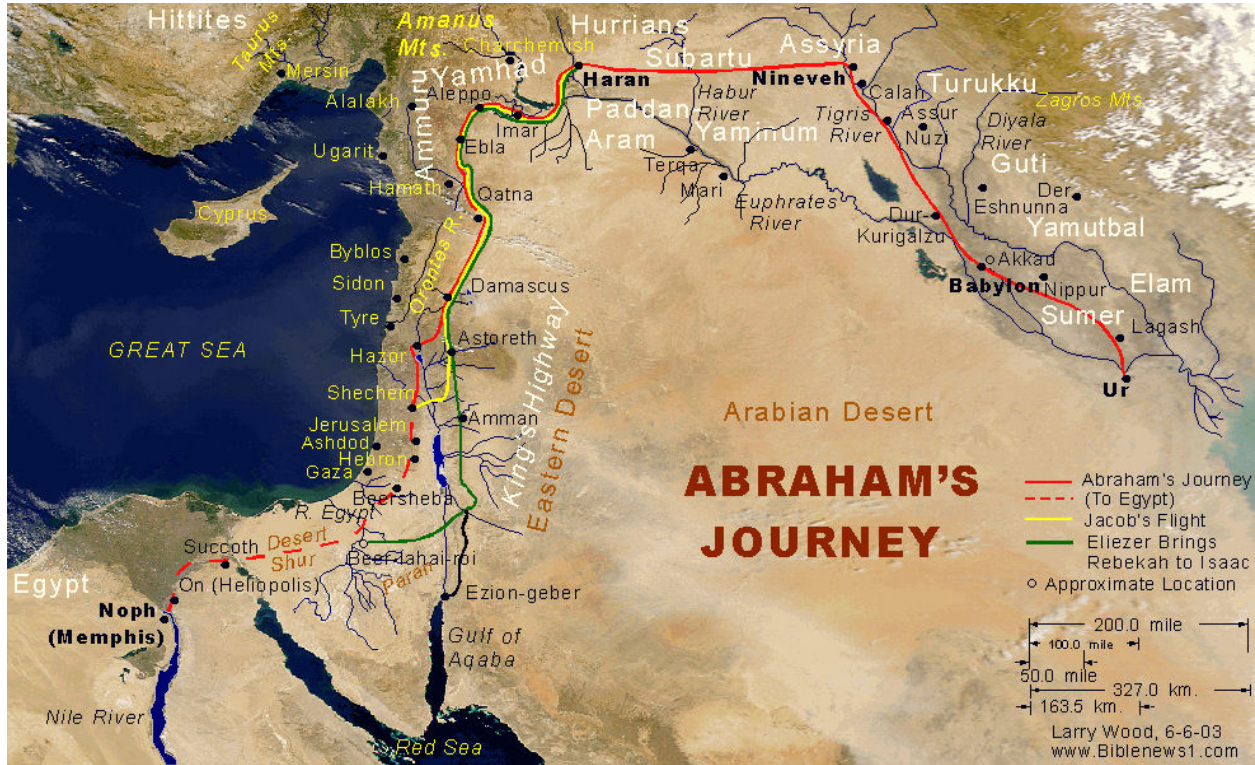 Hittites
Taurus
Mts.
Amanus
Mts.
Hurrians
Subartu
Assyria
Mersin
Charchemish
Yamhad
Haran
Nineveh
Turukku
Zagros Mts.
Alalakh
Ammuru
Aleppo
Imar
Paddan-
Aram
Habur
River
Yaminum
Calah
Tigris
River
Assur
Nuzi
Diyala
River
Guti
Ugarit
Ebla
Terqa
Mari
Hamath
Qatna
Euphrates
River
Der
Eshnunna
Dur-
Kurigalzu
Yamutbal
Cyprus
Orontes R.
Byblos
Akkad
Babylon
Nippur
Elam
Sidon
Damascus
Sumer
Lagash
Tyre
GREAT SEA
Hazor
Astoreth
Ur
Shechem
King's Highway
Eastern Desert
Arabian Desert
Jerusalem
Amman
Ashdod
Hebron
Gaza
Beersheba
R. Egypt
ABRAHAM'S
JOURNEY
Abraham's Journey
(To Egypt)
Jacob's Flight
Eliezer Brings
Rebekah to Isaac
Approximate Location
Succoth
Desert
Shur
Beer-lahai-roi
Paran
Egypt
On (Heliopolis)
Ezion-geber
Noph
(Memphis)
Gulf of
Aqaba
Nile River
Red Sea
200.0 mile
100.0 mile
50.0 mile
327.0 km.
163.5 km.
Larry Wood, 6-6-03
www.Biblenews1.com